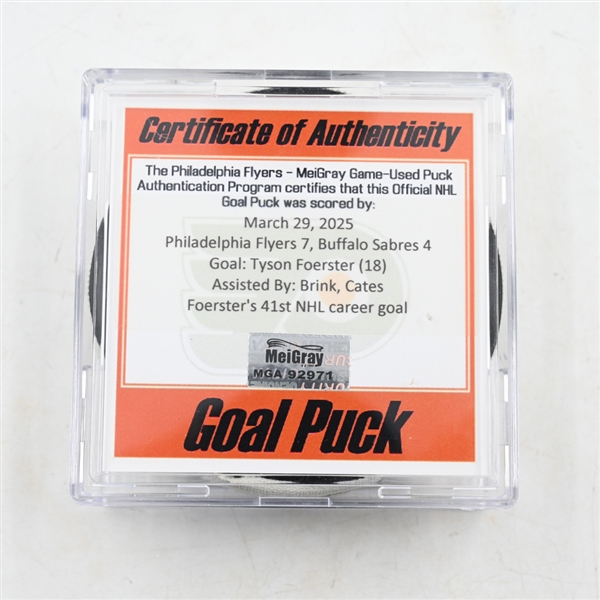 Certificate of Authenticity
The Philadelphia Flyers - MeiGray Game-Used Puck
Authentication Program certifies that this Official NHL
Goal Puck was scored by:
March 29, 2025
Philadelphia Flyers 7, Buffalo Sabres 4
Goal: Tyson Foerster (18)
Assisted By: Brink, Cates
Foerster's 41st NHL career goal
MeiGray
MGA 92971
Goal Puck